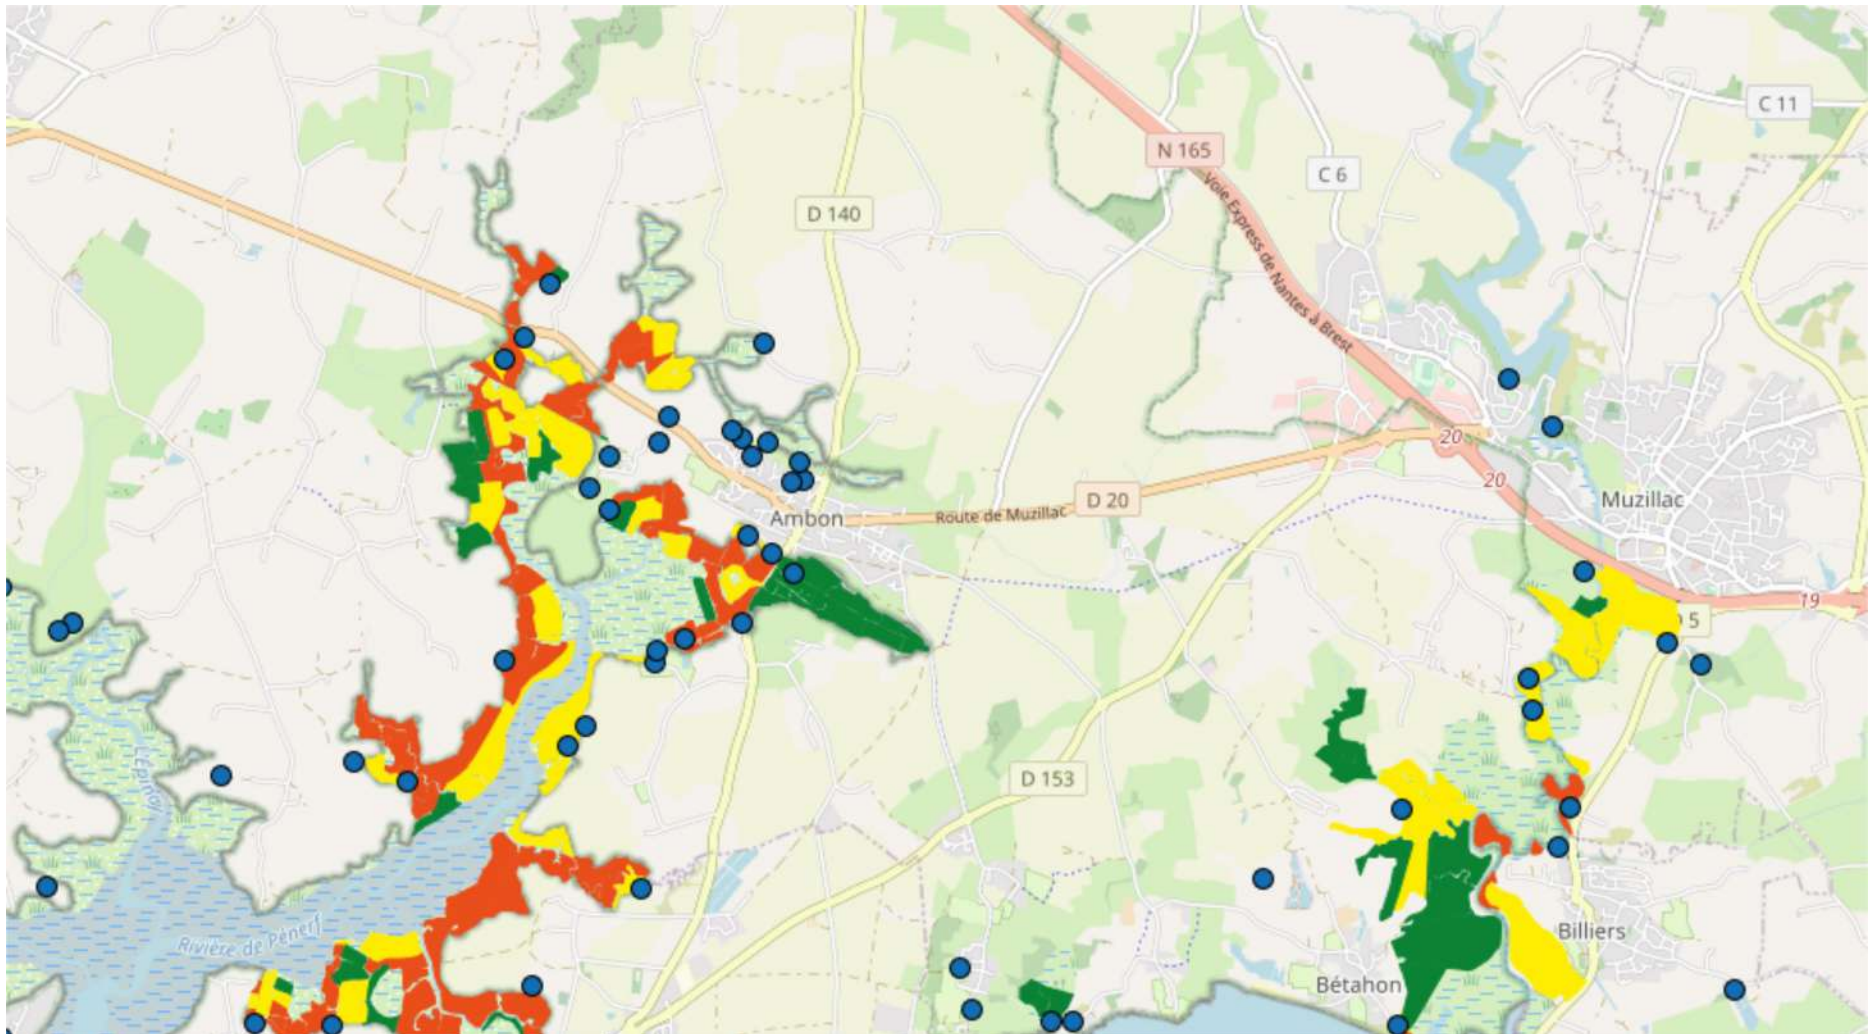 C 11
N 165
C 6
Voie Express de Nantes à Brest
D 140
20
20
Muzillac
D 20
Route de Muzillac
Ambon
19
5
L'Épinay
D 153
Rivière de Pénerf
Billiers
Bétahon